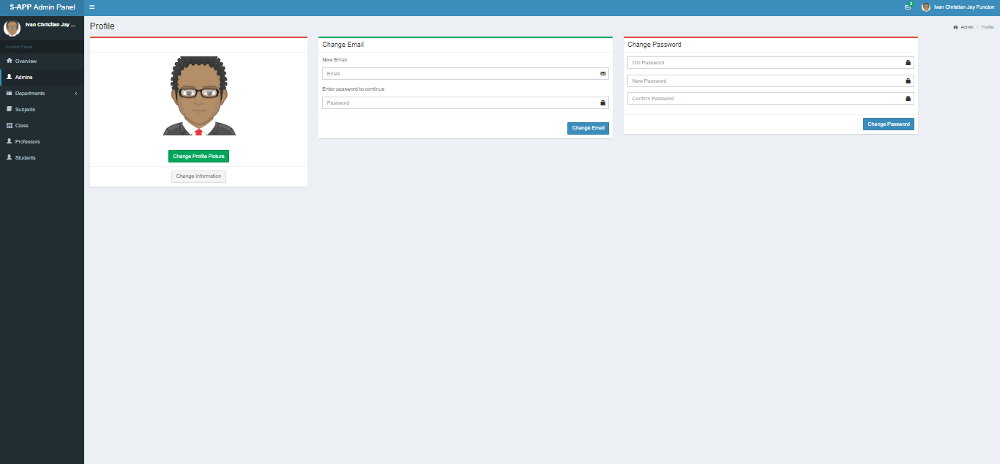 S-APP Admin Panel
2
Ivan Christian Jay Funcion
Ivan Christian Jay ...
Control Panel
Overview
Admins
Departments
Subjects
Class
Professors
Students
Profile
Admin > Profile
Change Profile Picture
Change Information
Change Email
New Email
Email
Enter password to continue
Password
Change Email
Change Password
Old Password
New Password
Confirm Password
Change Password